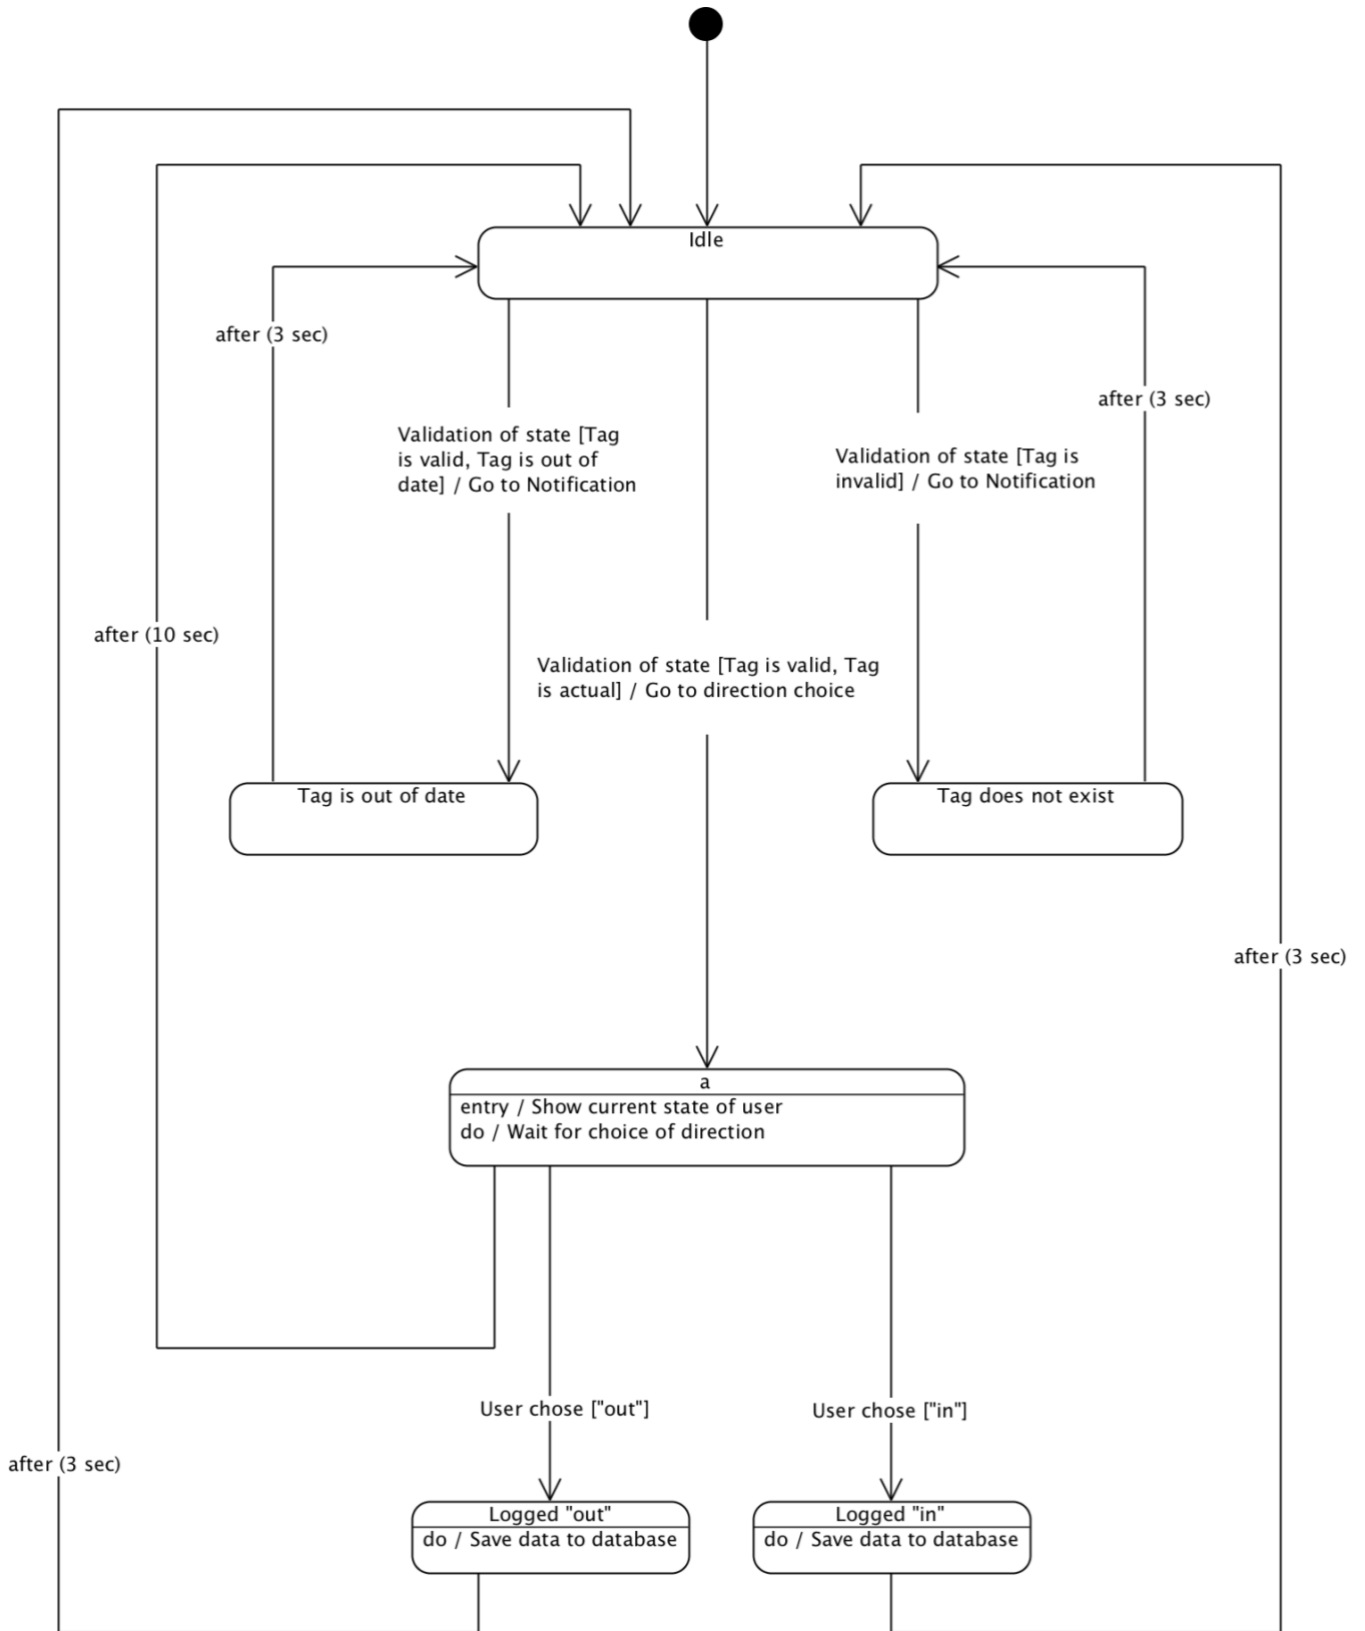 Idle
after (3 sec)
after (3 sec)
Validation of state [Tag
is valid, Tag is out of
date] / Go to Notification
Validation of state [Tag is
invalid] / Go to Notification
after (10 sec)
Validation of state [Tag is valid, Tag
is actual] / Go to direction choice
Tag is out of date
Tag does not exist
after (3 sec)
a
entry / Show current state of user
do / Wait for choice of direction
User chose ["out"]
User chose ["in"]
after (3 sec)
Logged "out"
do / Save data to database
Logged "in"
do / Save data to database